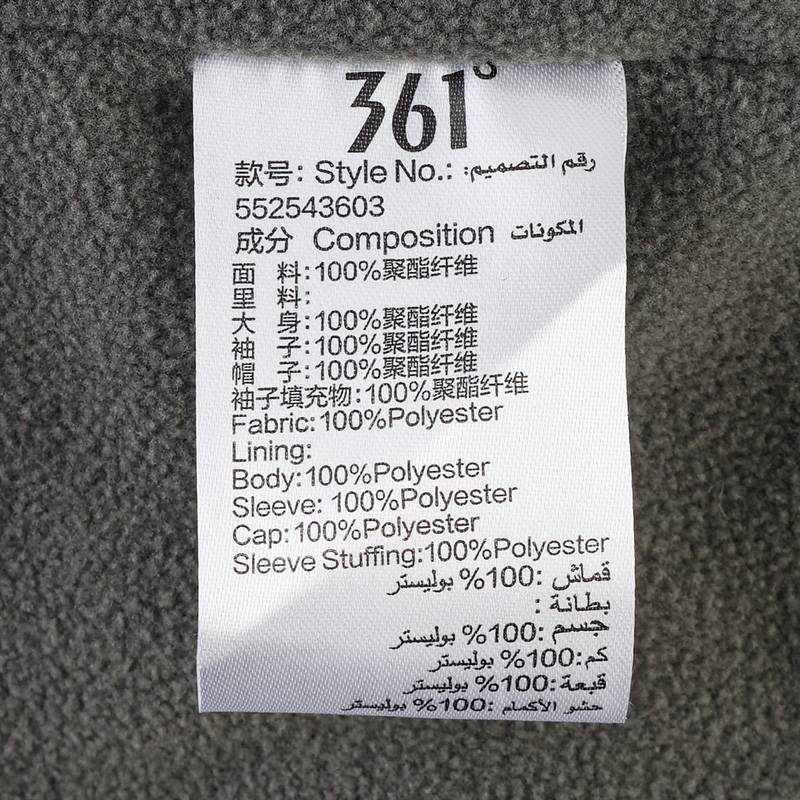 361°
款号: Style No.: رقم التصميم:
552543603
成分 Composition المكونات
面 料:100%聚酯纤维
里 料:
大 身:100%聚酯纤维
袖 子:100%聚酯纤维
帽 子:100%聚酯纤维
袖子填充物:100%聚酯纤维
Fabric:100%Polyester
Lining:
Body:100%Polyester
Sleeve: 100%Polyester
Cap:100%Polyester
Sleeve Stuffing:100%Polyester
قماش :100% بوليستر
بطانة :
جسم :100% بوليستر
كم:100% بوليستر
قبعة:100% بوليستر
حشو الأكمام :100% بوليستر